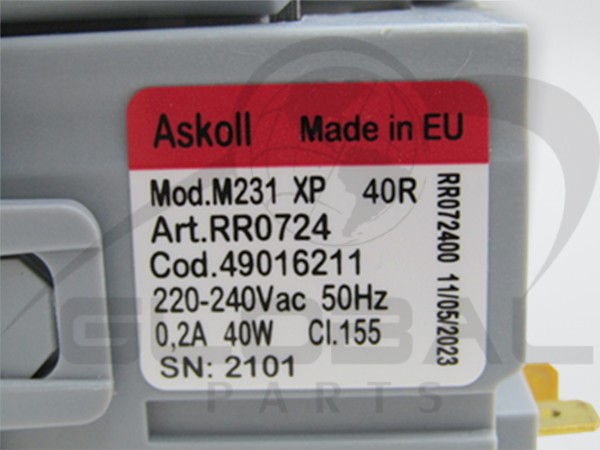 Askoll Made in EU
Mod.M231 XP 40R
Art.RR0724
Cod.49016211
220-240Vac 50Hz
0,2A 40W Cl.155
SN: 2101
RR072400 11/05/2023
GLOBAL
PARTS